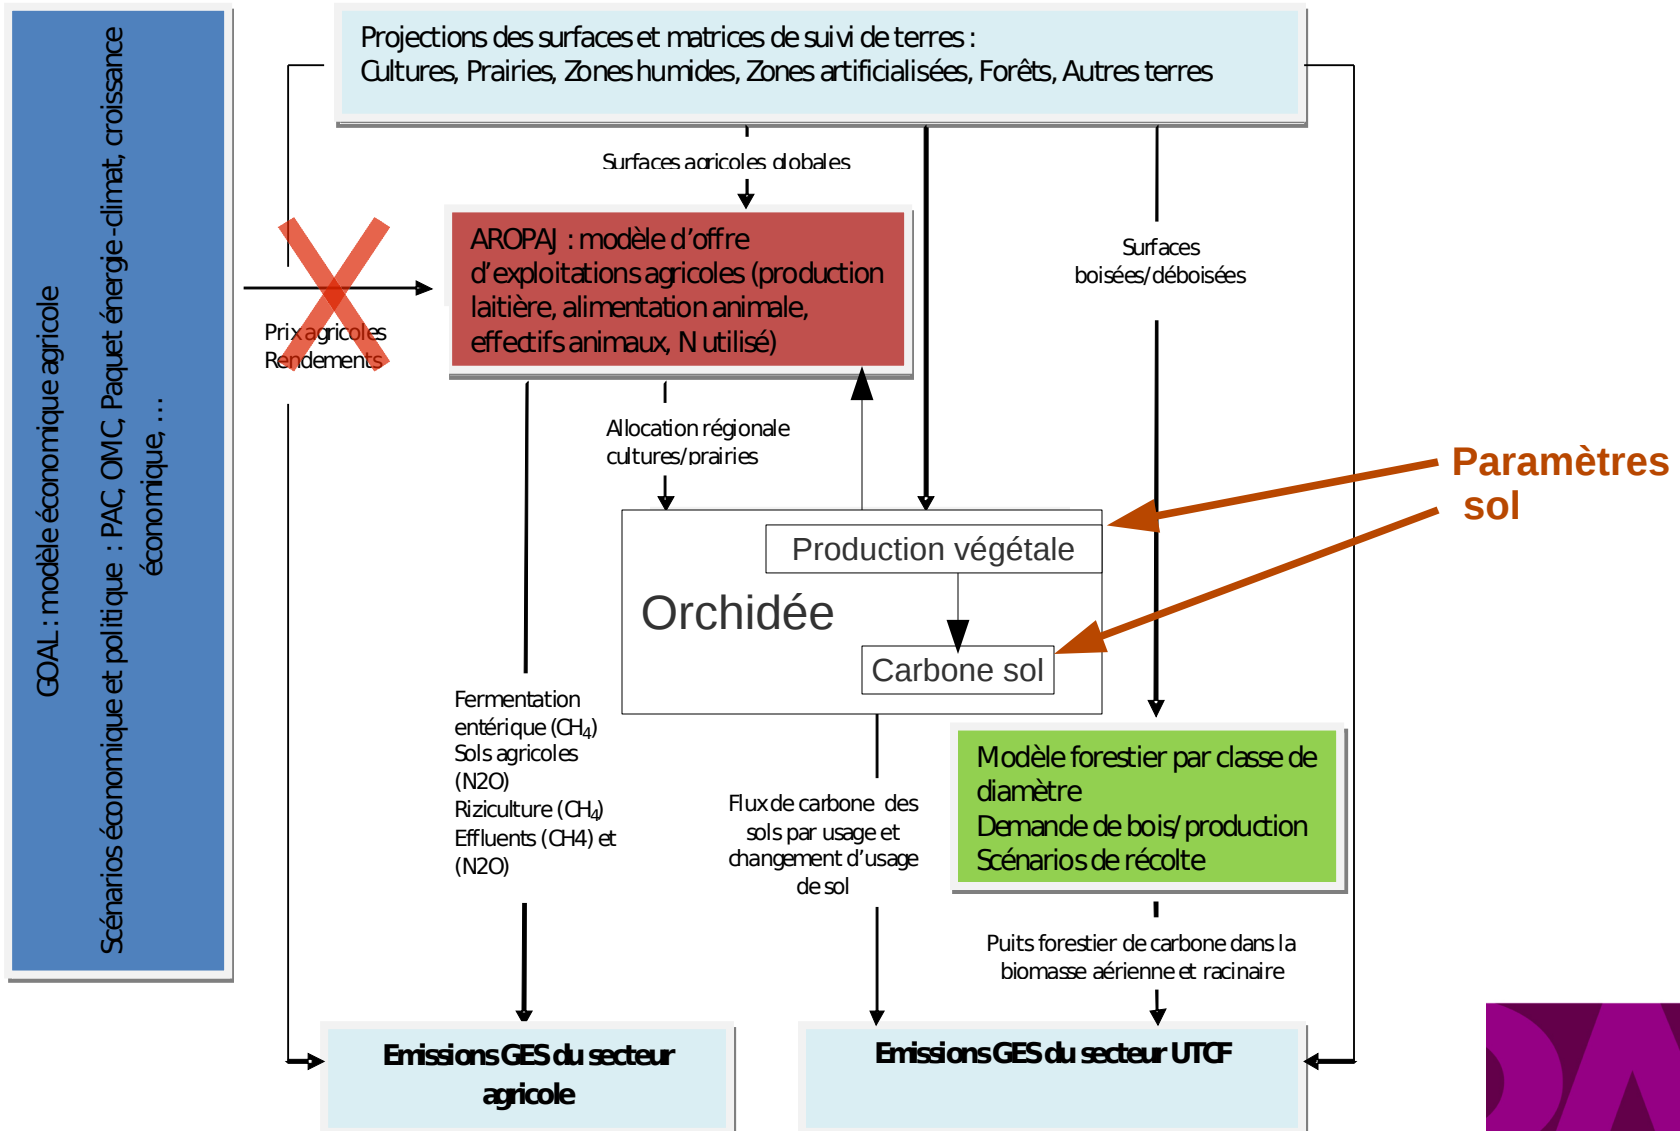 GOAL : modèle économique agricole
Scénarios économique et politique : PAC, OMC, Paquet énergie-climat, croissance
économique, …
Projections des surfaces et matrices de suivi de terres :
Cultures, Prairies, Zones humides, Zones artificialisées, Forêts, Autres terres
Surfaces agricoles globales
AROPAJ : modèle d’offre
d’exploitations agricoles (production
laitière, alimentation animale,
effectifs animaux, N utilisé)
Surfaces
boisées/déboisées
Prix agricoles
Rendements
Allocation régionale
cultures/prairies
Paramètres
sol
Production végétale
Orchidée
Carbone sol
Fermentation
entérique (CH4)
Sols agricoles
(N2O)
Riziculture (CH4)
Effluents (CH4) et
(N2O)
Flux de carbone des
sols par usage et
changement d’usage
de sol
Modèle forestier par classe de
diamètre
Demande de bois/production
Scénarios de récolte
Puits forestier de carbone dans la
biomasse aérienne et racinaire
Emissions GES du secteur
agricole
Emissions GES du secteur UTCF